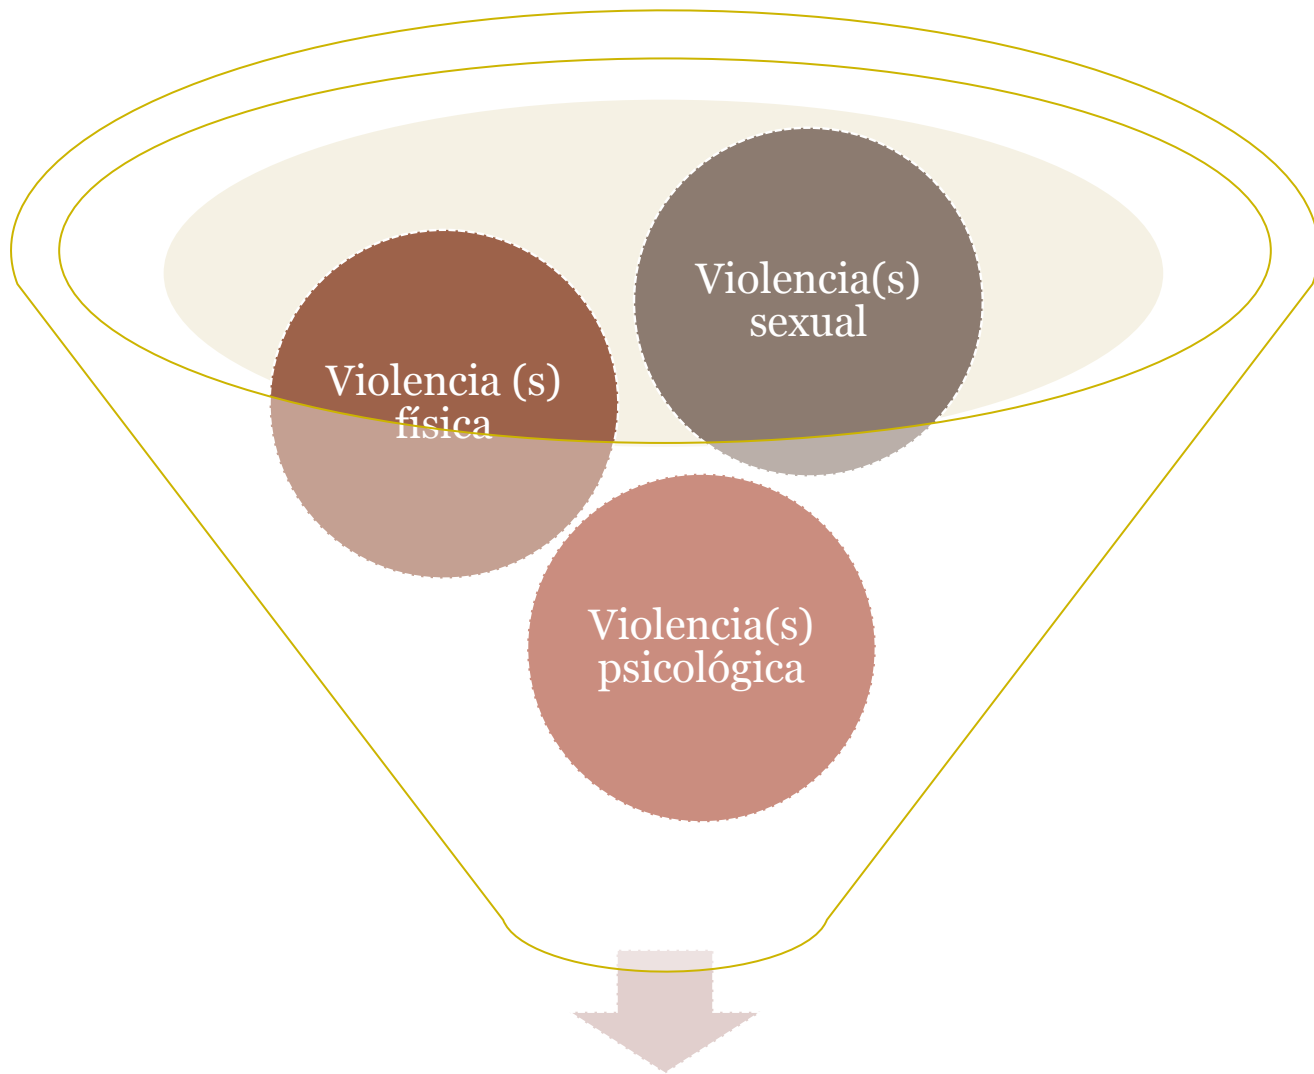 Violencia(s)
sexual
Violencia (s)
física
Violencia(s)
psicológica